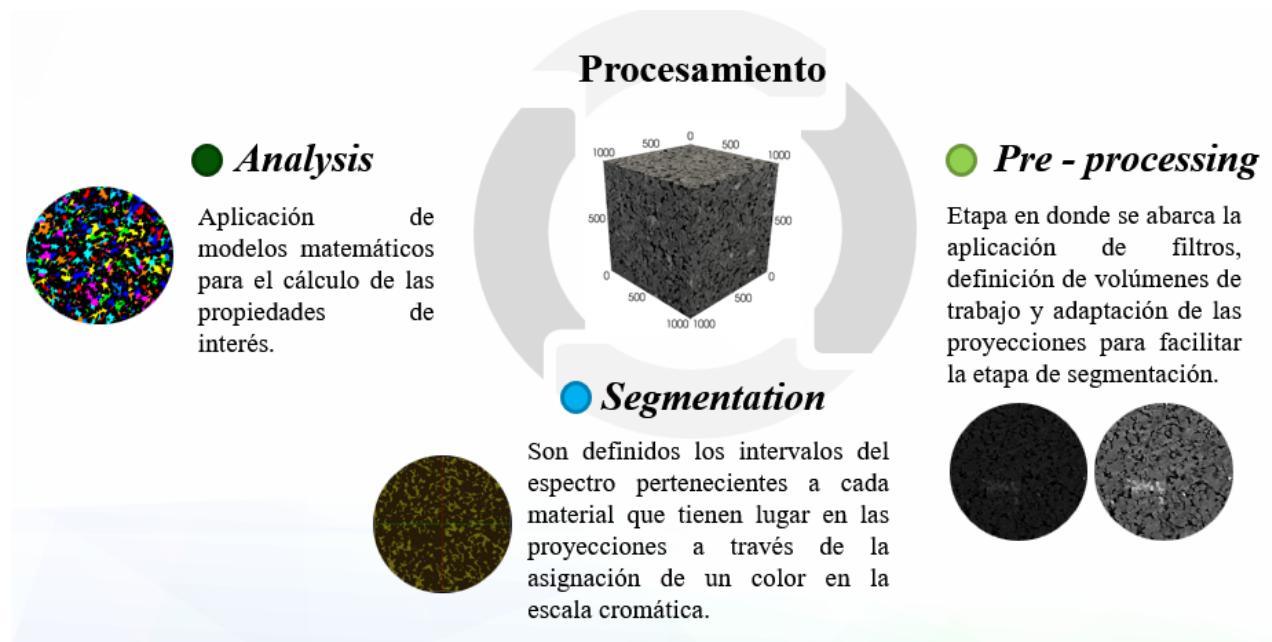 Procesamiento
0
500
500
1000
1000
500
500
0
0
500
500
1000 1000
Analysis
Aplicación de
modelos matemáticos
para el cálculo de las
propiedades de
interés.
Pre - processing
Etapa en donde se abarca la
aplicación de filtros,
definición de volúmenes de
trabajo y adaptación de las
proyecciones para facilitar
la etapa de segmentación.
Segmentation
Son definidos los intervalos del
espectro pertenecientes a cada
material que tienen lugar en las
proyecciones a través de la
asignación de un color en la
escala cromática.